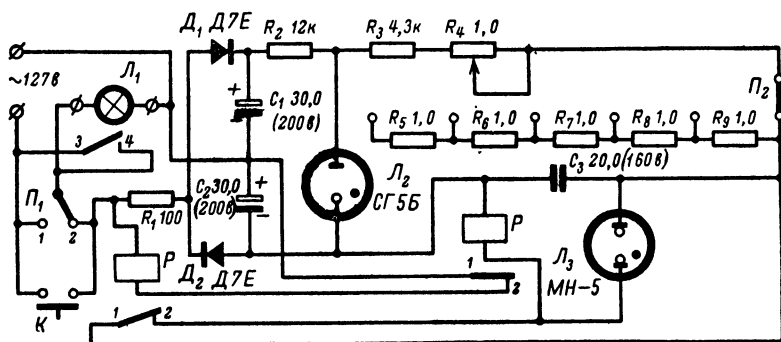 Д₁ Д7Е
R₂ 12к
R₃ 4,3к
R₄ 1,0
~127в
Л₁
+
С₁ 30,0
(200в)
-
П₂
R₅ 1,0
R₆ 1,0
R₇ 1,0
R₈ 1,0
R₉ 1,0
3
4
С₂ 30,0
(200в)
+
-
Л₂
СГ5Б
С₃ 20,0 (160в)
П₁
1
2
R₁ 100
Р
Р
Д₂ Д7Е
Л₃
МН-5
1
2
К
1
2